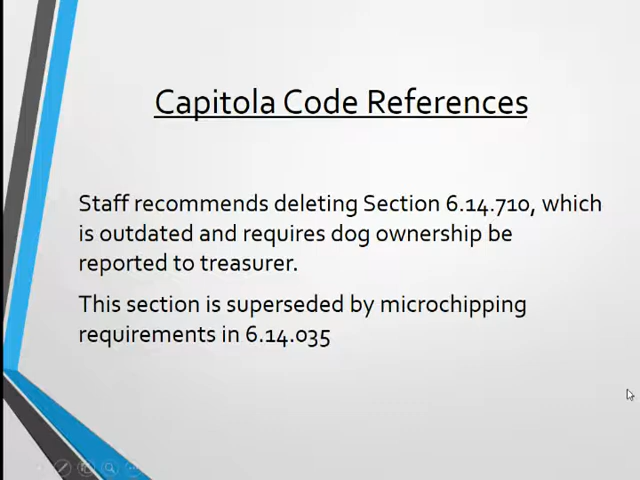 Capitola Code References
Staff recommends deleting Section 6.14.710, which
is outdated and requires dog ownership be
reported to treasurer.
This section is superseded by microchipping
requirements in 6.14.035